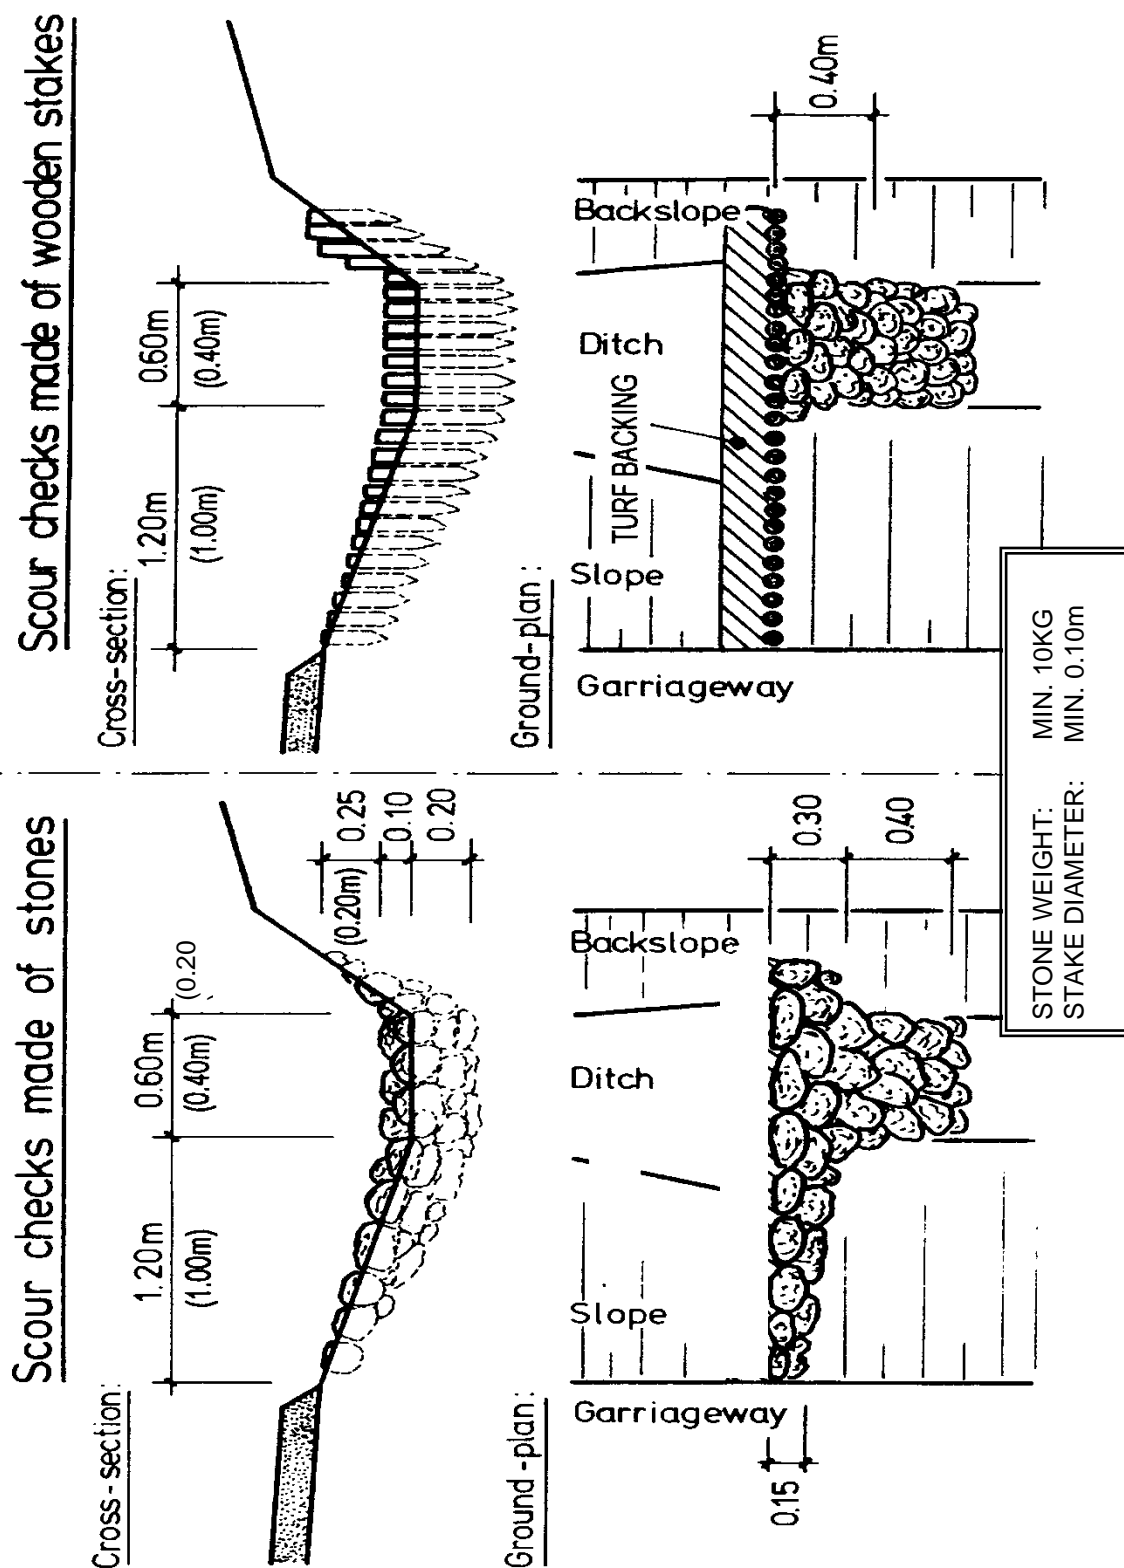 Scour checks made of stones
Cross-section:
1.20m
(1.00m)
0.60m
(0.40m)
(0.20
0.25
(0.20m)
0.10
0.20
Ground-plan:
Garriageway
Slope
Ditch
Backslope
0.15
0.30
0.40
Scour checks made of wooden stakes
Cross-section:
1.20m
(1.00m)
0.60m
(0.40m)
Ground-plan:
Garriageway
Slope
TURF BACKING
Ditch
Backslope
0.40m
STONE WEIGHT: MIN. 10KG
STAKE DIAMETER: MIN. 0.10m